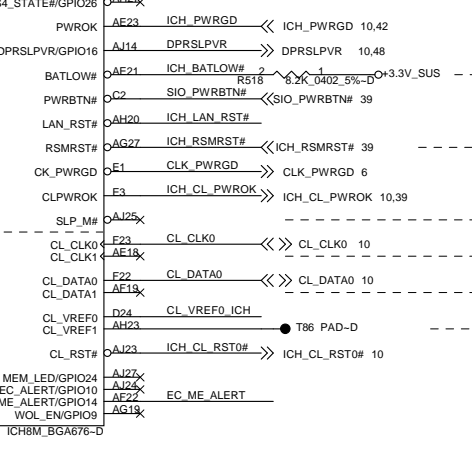 S4_STATE#/GPIO26
PWROK AE23 ICH_PWRGD ICH_PWRGD 10,42
DPRSLPVR/GPIO16 AJ14 DPRSLPVR DPRSLPVR 10,48
BATLOW# AE21 ICH_BATLOW# 2 1 +3.3V_SUS
R518 8.2K_0402_5%~D
PWRBTN# C2 SIO_PWRBTN# SIO_PWRBTN# 39
LAN_RST# AH20 ICH_LAN_RST#
RSMRST# AG27 ICH_RSMRST# ICH_RSMRST# 39
CK_PWRGD E1 CLK_PWRGD CLK_PWRGD 6
CLPWROK E3 ICH_CL_PWROK ICH_CL_PWROK 10,39
SLP_M# AJ25
CL_CLK0 F23 CL_CLK0 CL_CLK0 10
CL_CLK1 AE18
CL_DATA0 F22 CL_DATA0 CL_DATA0 10
CL_DATA1 AF19
CL_VREF0 D24 CL_VREF0_ICH
CL_VREF1 AH23 T86 PAD~D
CL_RST# AJ23 ICH_CL_RST0# ICH_CL_RST0# 10
MEM_LED/GPIO24 AJ27
EC_ALERT/GPIO10 AJ24
ME_ALERT/GPIO14 AF22 EC_ME_ALERT
WOL_EN/GPIO9 AG19
ICH8M_BGA676~D